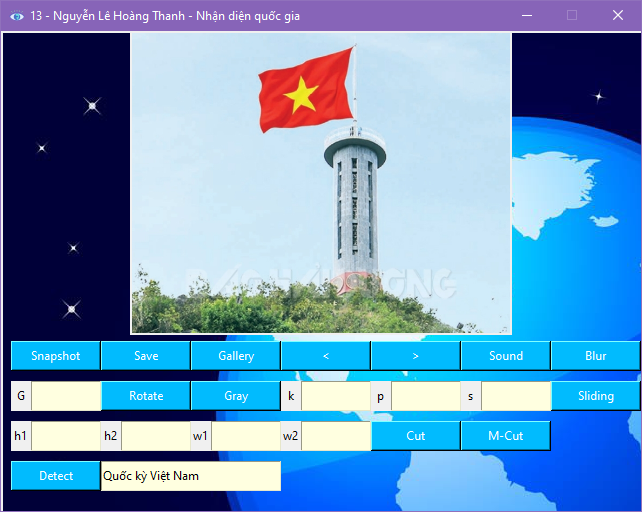 13 - Nguyễn Lê Hoàng Thanh - Nhận diện quốc gia
Snapshot Save Gallery < > Sound Blur
G Rotate Gray k p s Sliding
h1 h2 w1 w2 Cut M-Cut
Detect Quốc kỳ Việt Nam